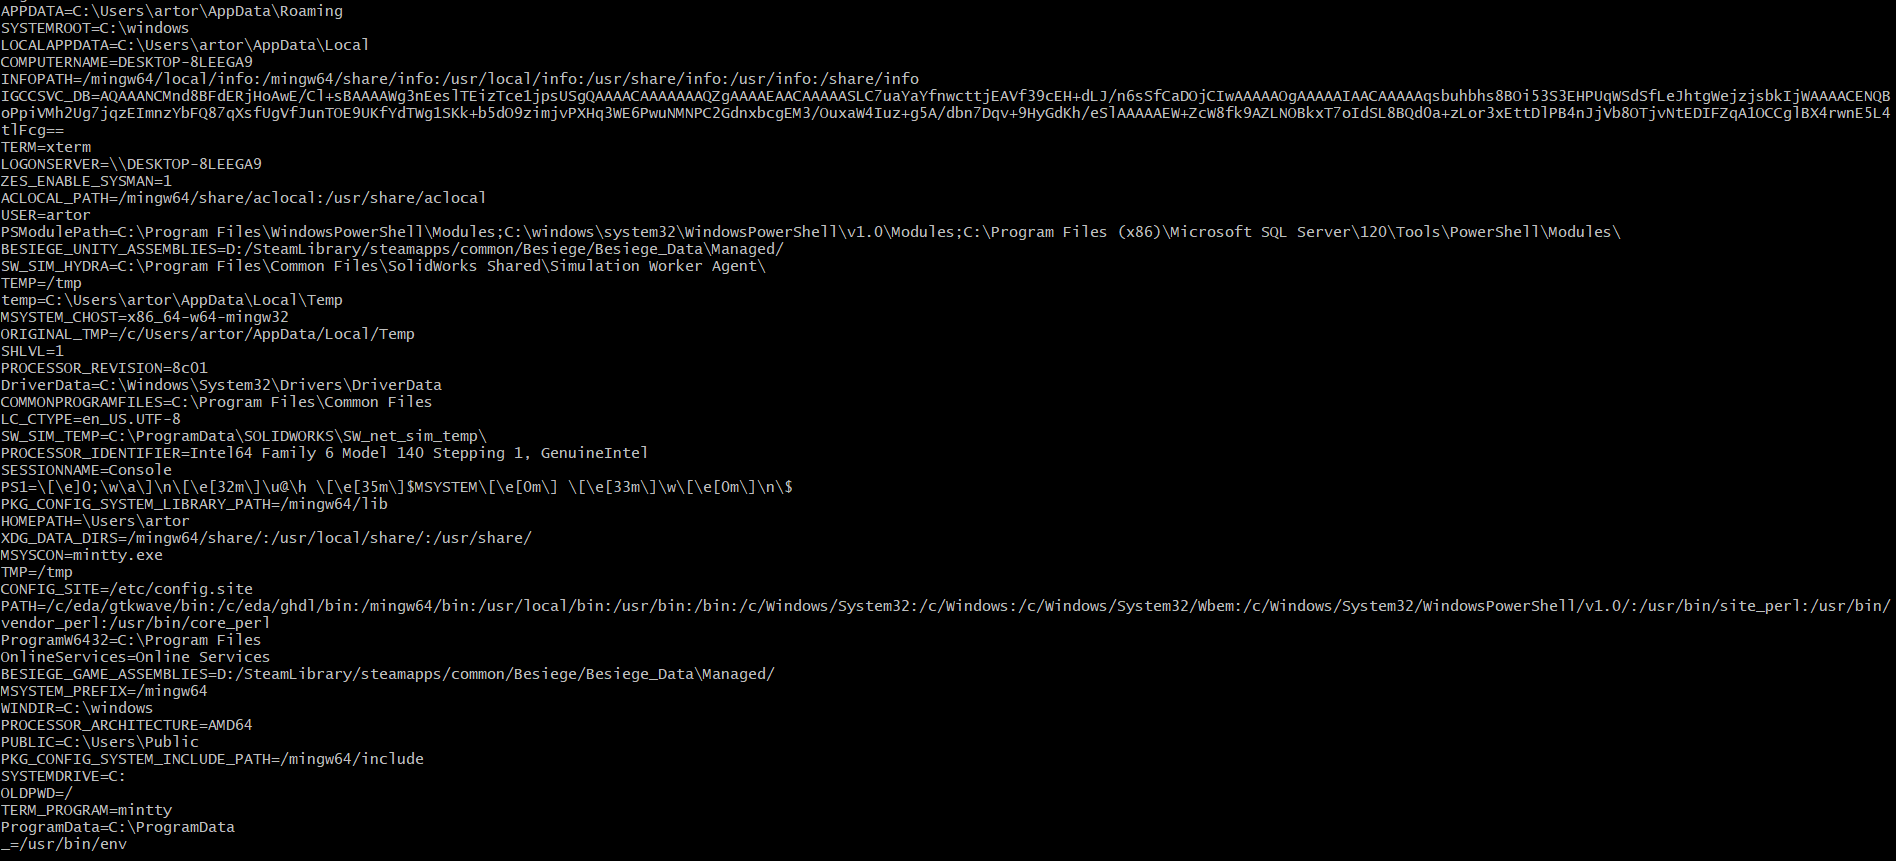 APPDATA=C:\Users\artor\AppData\Roaming
SYSTEMROOT=C:\windows
LOCALAPPDATA=C:\Users\artor\AppData\Local
COMPUTERNAME=DESKTOP-8LEEGA9
INFOPATH=/mingw64/local/info:/mingw64/share/info:/usr/local/info:/usr/share/info:/usr/info:/share/info
IGCCSVC_DB=AQAAANCMnd8BFdERjHoAwE/Cl+sBAAAAWg3nEeslTEizTce1jpsUSgQAAAACAAAAAAAQZgAAAAEAACAAAAASLC7uaYaYfnwcttjEAVf39cEH+dLJ/n6sSfCaDOjCIwAAAAAOgAAAAAIAACAAAAAqsbuhbhs8BOi53S3EHPUqWSdSfLeJhtgWejzjsbkIjWAAAACENQB
oPpiVMh2Ug7jqzEImnzYbFQ87qXsfUgVfJunTOE9UKfYdTWg1SKk+b5dO9zimjvPXHq3WE6PwuNMNPC2GdnxbcgEM3/OuxaW4Iuz+g5A/dbn7Dqv+9HyGdKh/eSlAAAAAEW+ZcW8fk9AZLNOBkxT7oIdSL8BQd0a+zLor3xEttDlPB4nJjVb8OTjvNtEDIFZqA1OCCglBX4rwnE5L4
tlFcg==
TERM=xterm
LOGONSERVER=\\DESKTOP-8LEEGA9
ZES_ENABLE_SYSMAN=1
ACLOCAL_PATH=/mingw64/share/aclocal:/usr/share/aclocal
USER=artor
PSModulePath=C:\Program Files\WindowsPowerShell\Modules;C:\windows\system32\WindowsPowerShell\v1.0\Modules;C:\Program Files (x86)\Microsoft SQL Server\120\Tools\PowerShell\Modules\
BESIEGE_UNITY_ASSEMBLIES=D:/SteamLibrary/steamapps/common/Besiege/Besiege_Data\Managed/
SW_SIM_HYDRA=C:\Program Files\Common Files\SolidWorks Shared\Simulation Worker Agent\
TEMP=/tmp
temp=C:\Users\artor\AppData\Local\Temp
MSYSTEM_CHOST=x86_64-w64-mingw32
ORIGINAL_TMP=/c/Users/artor/AppData/Local/Temp
SHLVL=1
PROCESSOR_REVISION=8c01
DriverData=C:\Windows\System32\Drivers\DriverData
COMMONPROGRAMFILES=C:\Program Files\Common Files
LC_CTYPE=en_US.UTF-8
SW_SIM_TEMP=C:\ProgramData\SOLIDWORKS\SW_net_sim_temp\
PROCESSOR_IDENTIFIER=Intel64 Family 6 Model 140 Stepping 1, GenuineIntel
SESSIONNAME=Console
PS1=\[\e]0;\w\a\]\n\[\e[32m\]\u@\h \[\e[35m\]$MSYSTEM\[\e[0m\] \[\e[33m\]\w\[\e[0m\]\n\$
PKG_CONFIG_SYSTEM_LIBRARY_PATH=/mingw64/lib
HOMEPATH=\Users\artor
XDG_DATA_DIRS=/mingw64/share/:/usr/local/share/:/usr/share/
MSYSCON=mintty.exe
TMP=/tmp
CONFIG_SITE=/etc/config.site
PATH=/c/eda/gtkwave/bin:/c/eda/ghdl/bin:/mingw64/bin:/usr/local/bin:/usr/bin:/bin:/c/Windows/System32:/c/Windows:/c/Windows/System32/Wbem:/c/Windows/System32/WindowsPowerShell/v1.0/:/usr/bin/site_perl:/usr/bin/
vendor_perl:/usr/bin/core_perl
ProgramW6432=C:\Program Files
OnlineServices=Online Services
BESIEGE_GAME_ASSEMBLIES=D:/SteamLibrary/steamapps/common/Besiege/Besiege_Data\Managed/
MSYSTEM_PREFIX=/mingw64
WINDIR=C:\windows
PROCESSOR_ARCHITECTURE=AMD64
PUBLIC=C:\Users\Public
PKG_CONFIG_SYSTEM_INCLUDE_PATH=/mingw64/include
SYSTEMDRIVE=C:
OLDPWD=/
TERM_PROGRAM=mintty
ProgramData=C:\ProgramData
_=/usr/bin/env